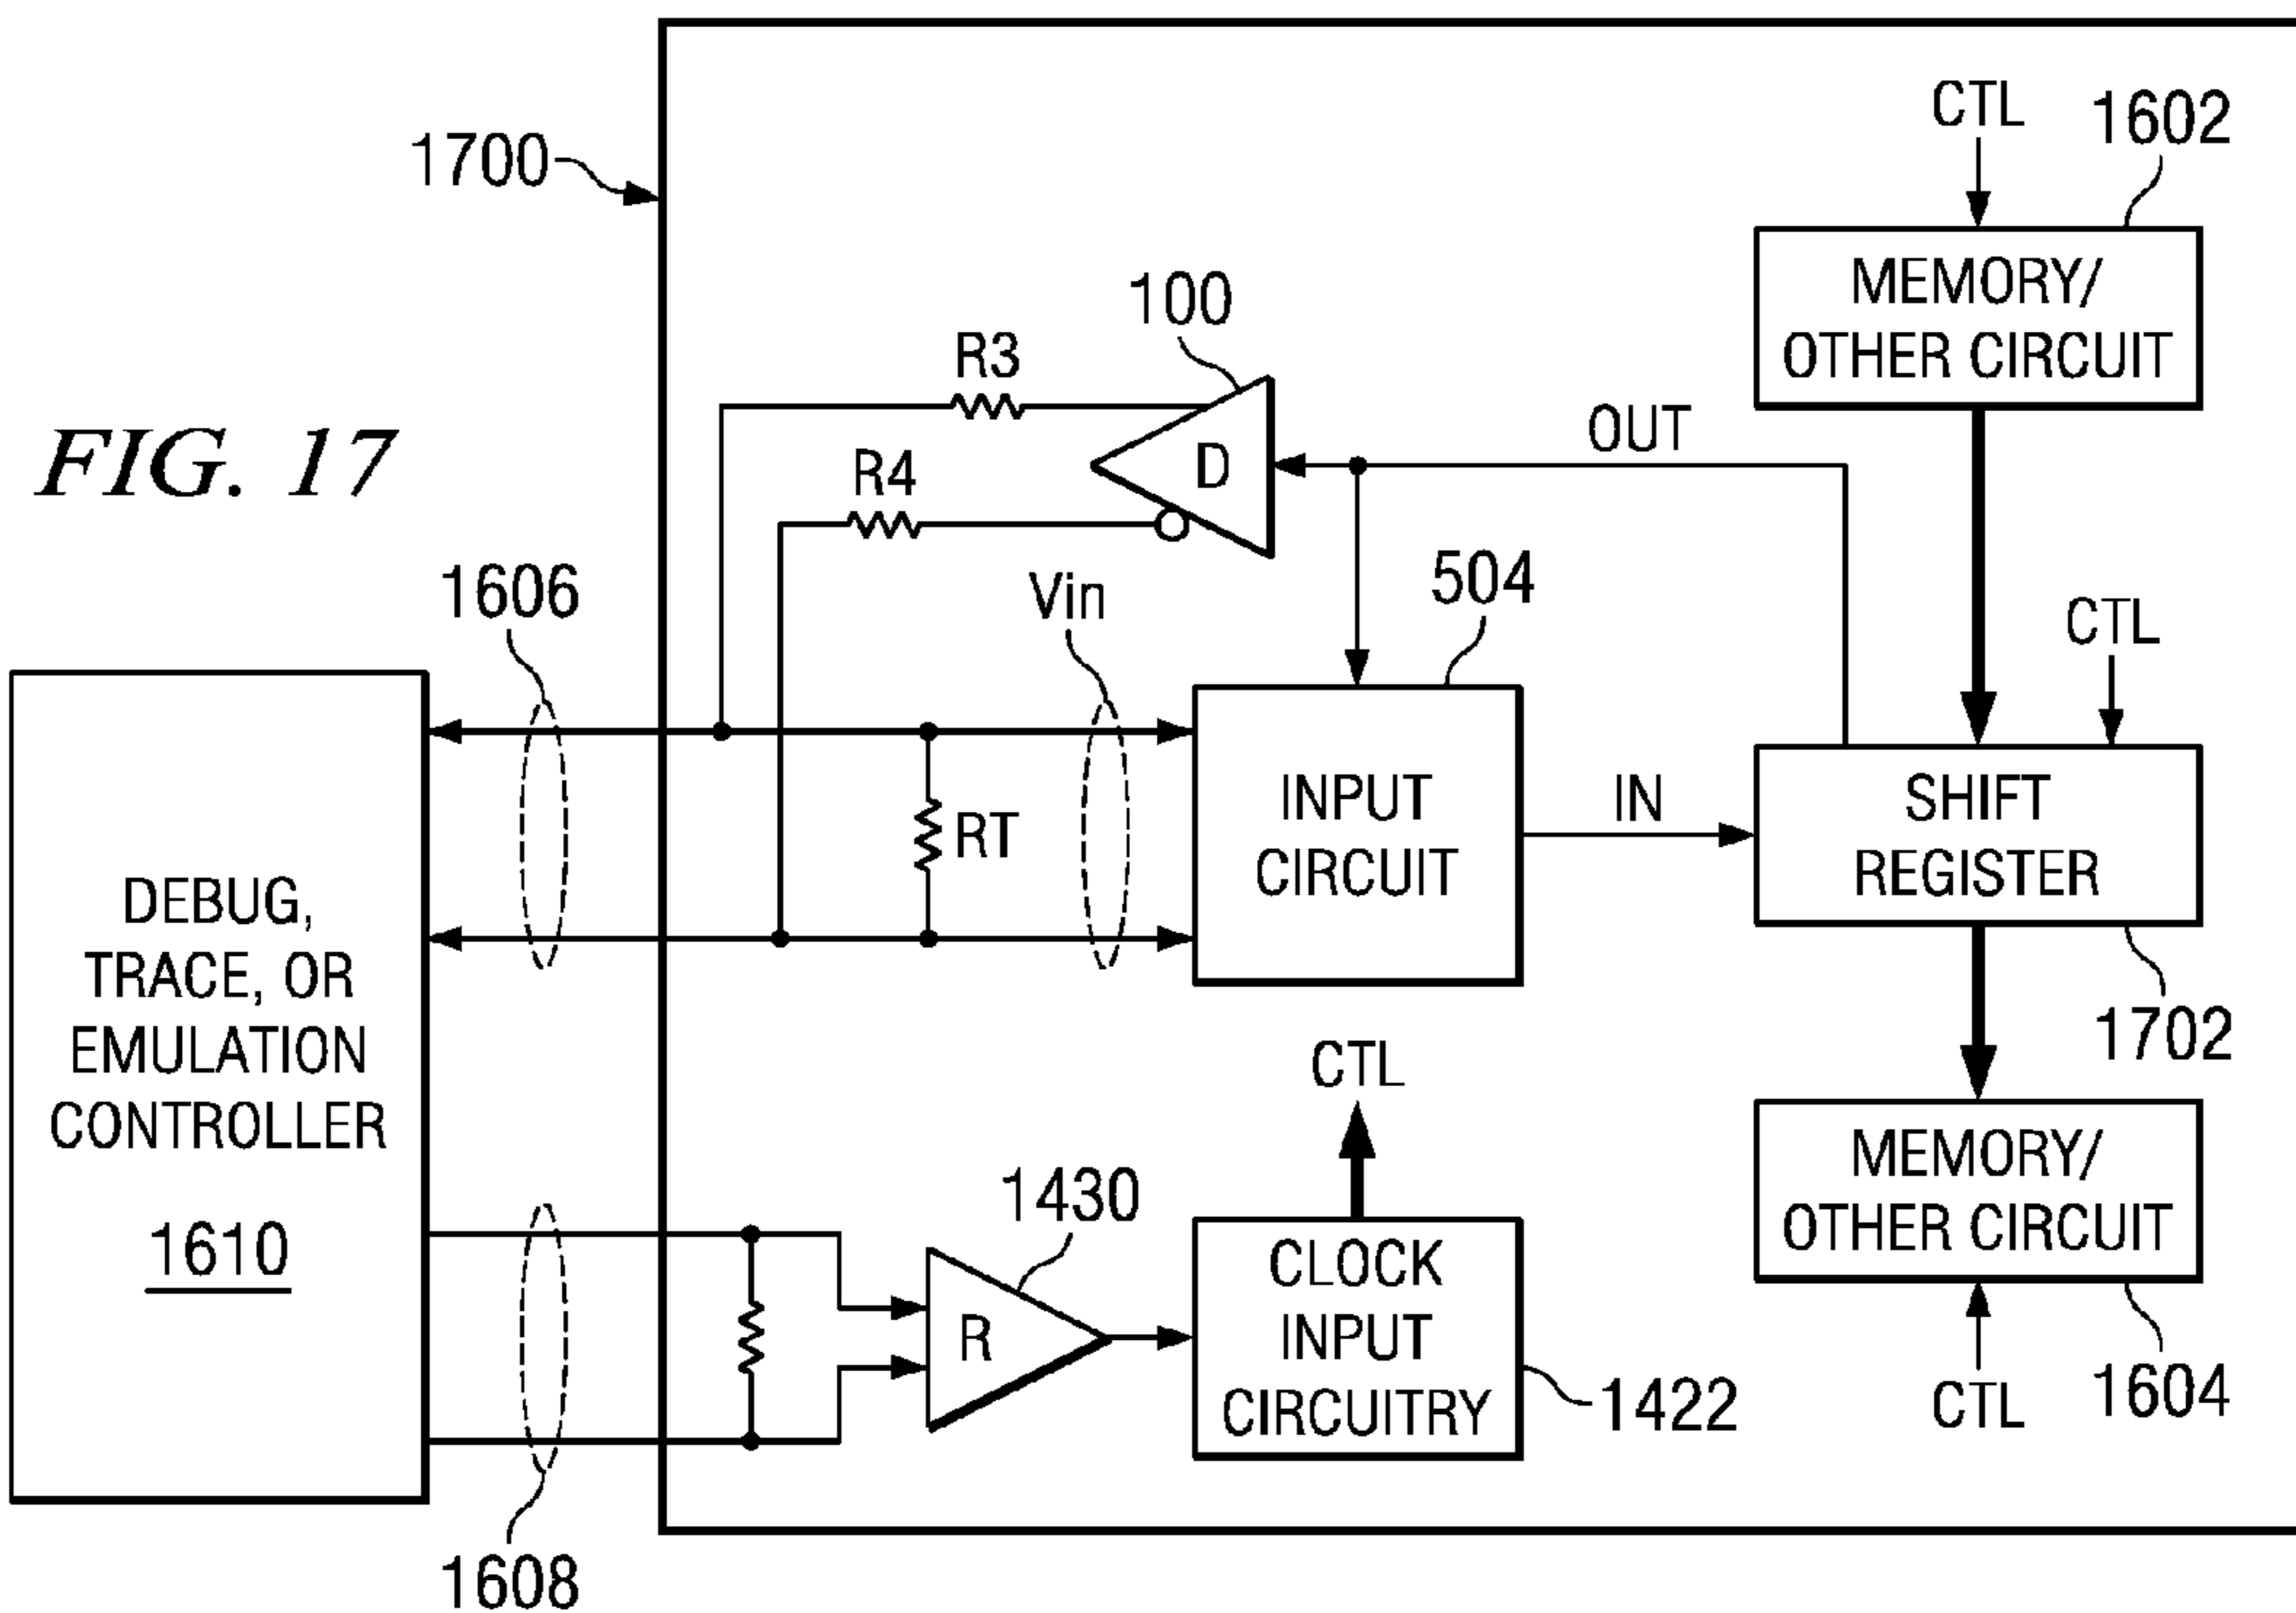 CTL
1602
1700
MEMORY/
OTHER CIRCUIT
100
R3
OUT
FIG. 17
R4
D
1606
Vin
504
CTL
INPUT
CIRCUIT
IN
SHIFT
REGISTER
RT
DEBUG,
TRACE, OR
EMULATION
CONTROLLER
1610
1702
CTL
MEMORY/
OTHER CIRCUIT
1430
R
CLOCK
INPUT
CIRCUITRY
1422
CTL
1604
1608